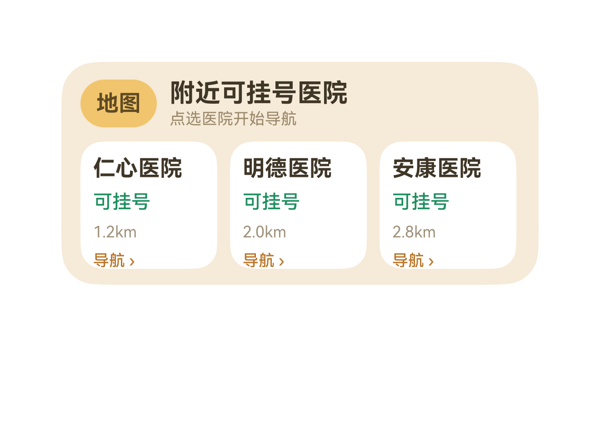 地图
附近可挂号医院
点选医院开始导航
仁心医院
可挂号
1.2km
导航 ›
明德医院
可挂号
2.0km
导航 ›
安康医院
可挂号
2.8km
导航 ›